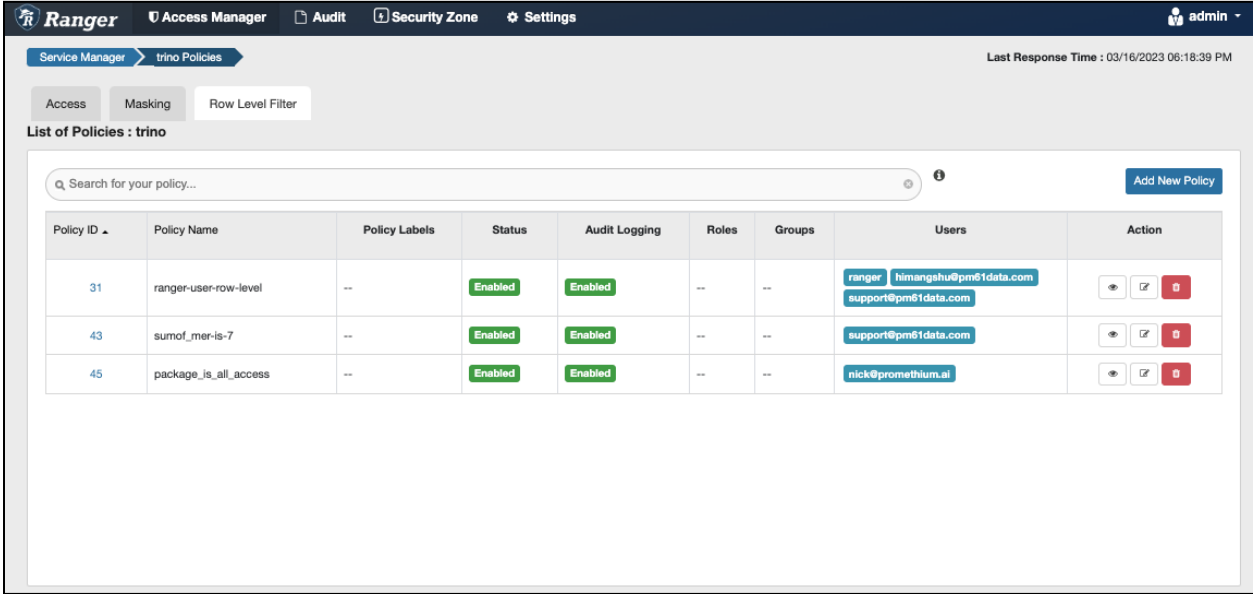 Ranger Access Manager Audit Security Zone Settings admin
Service Manager trino Policies Last Response Time : 03/16/2023 06:18:39 PM
Access Masking Row Level Filter
List of Policies : trino
Search for your policy... Add New Policy
Policy ID Policy Name Policy Labels Status Audit Logging Roles Groups Users Action
31 ranger-user-row-level -- Enabled Enabled -- -- ranger himangshu@pm61data.com
support@pm61data.com
43 sumof_mer-is-7 -- Enabled Enabled -- -- support@pm61data.com
45 package_is_all_access -- Enabled Enabled -- -- nick@promethium.ai